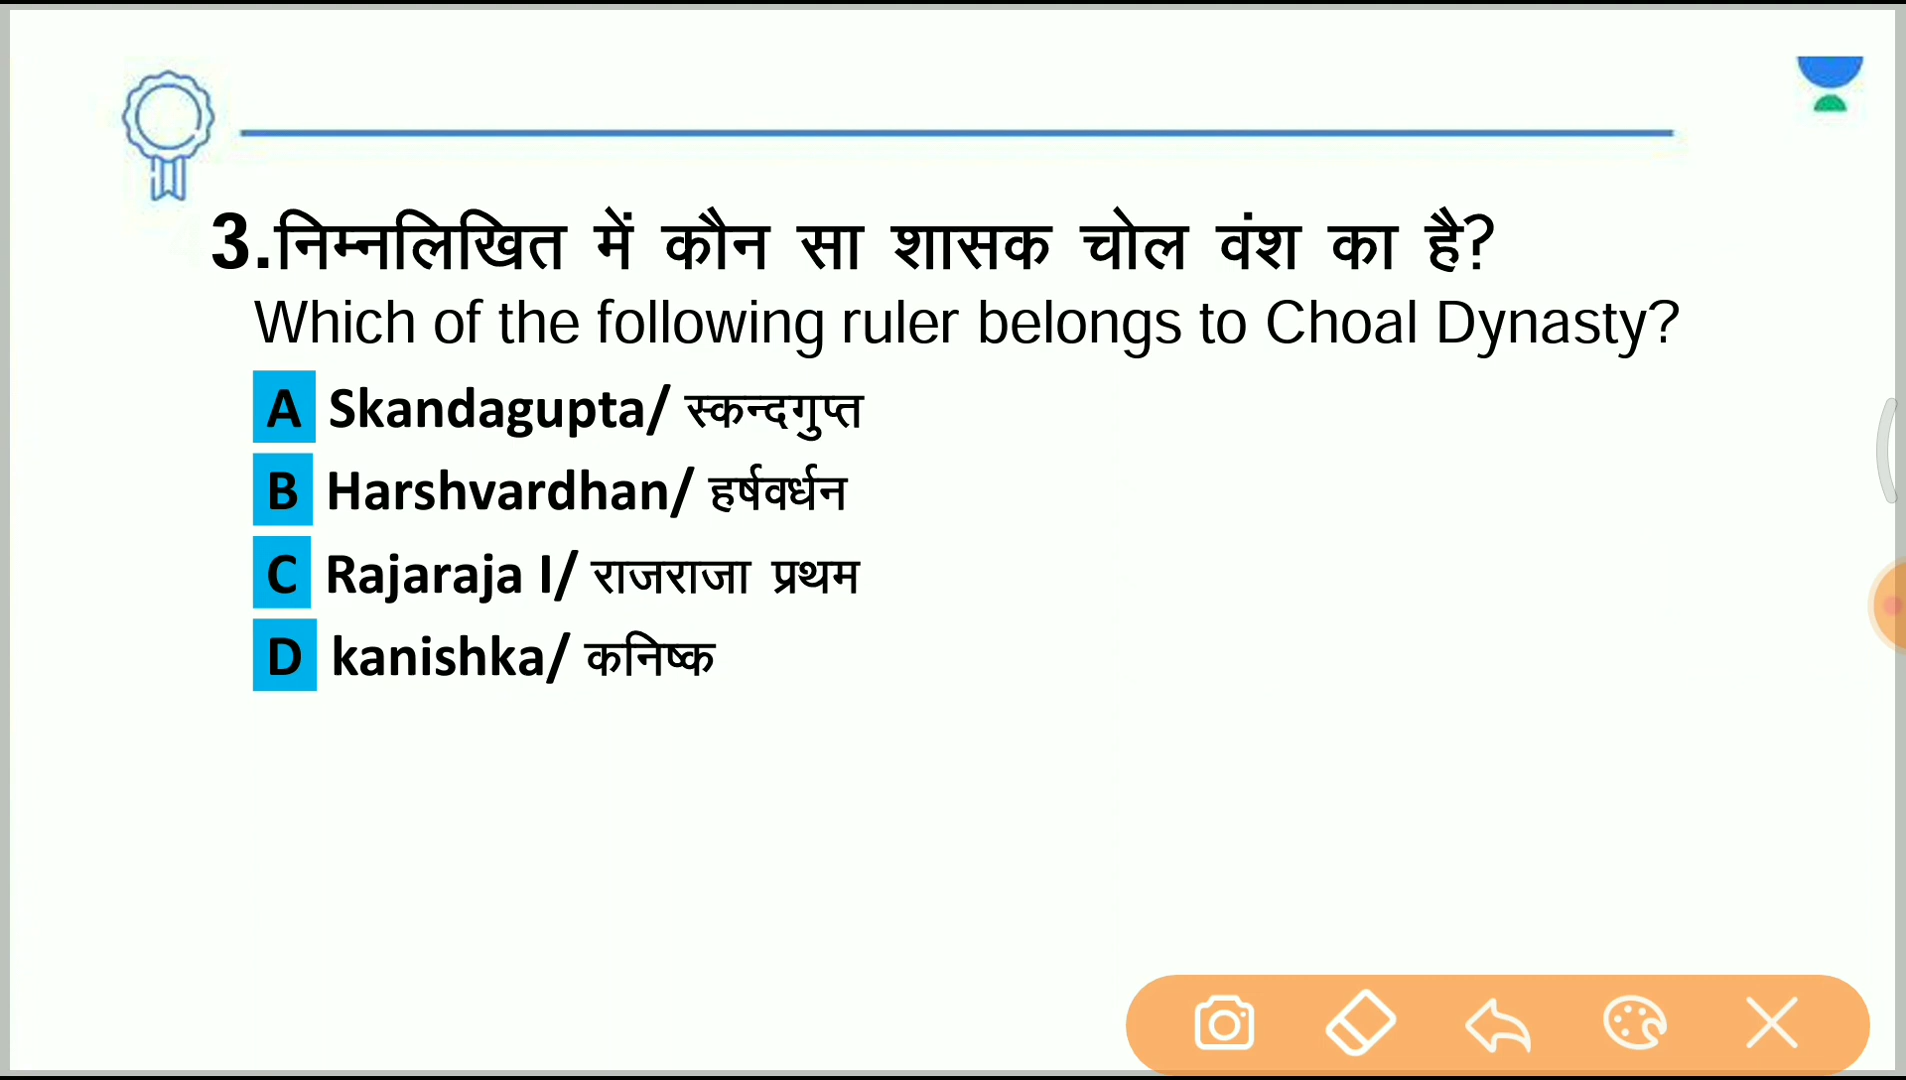 3.निम्नलिखित में कौन सा शासक चोल वंश का है?
Which of the following ruler belongs to Choal Dynasty?
A Skandagupta/ स्कन्दगुप्त
B Harshvardhan/ हर्षवर्धन
C Rajaraja I/ राजराजा प्रथम
D kanishka/ कनिष्क